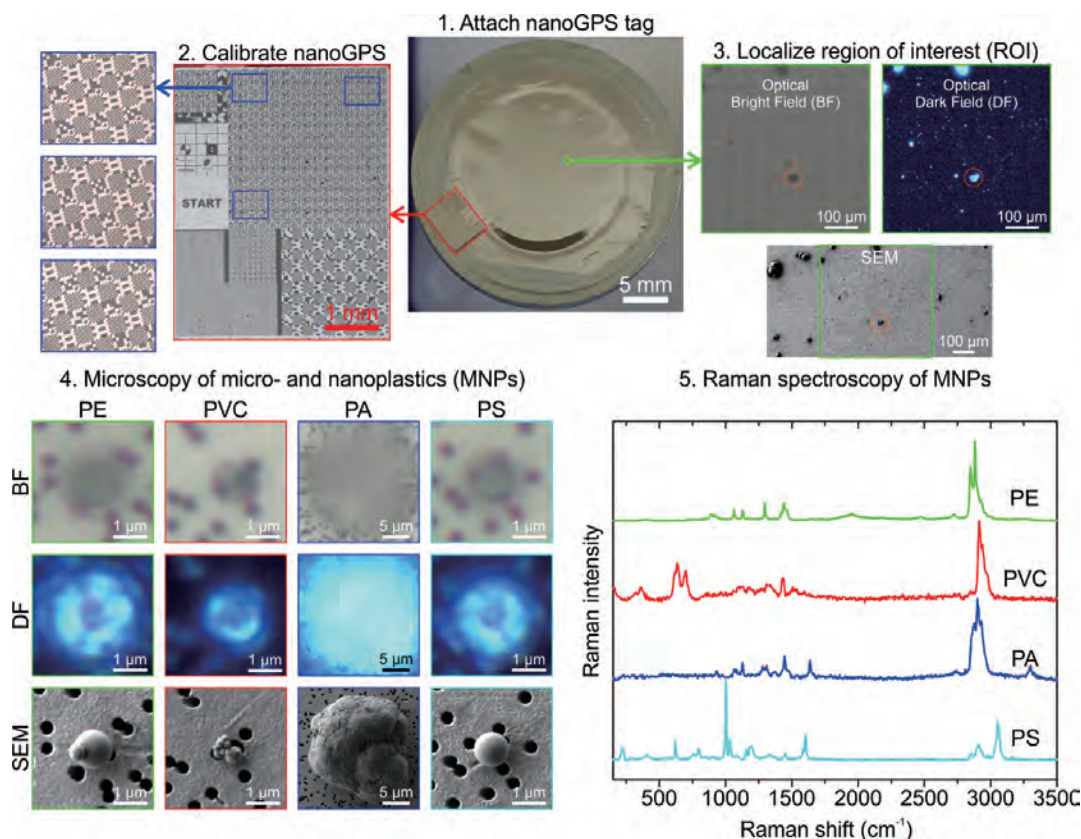 1. Attach nanoGPS tag
2. Calibrate nanoGPS
3. Localize region of interest (ROI)
START
1 mm
5 mm
Optical
Bright Field (BF)
100 µm
Optical
Dark Field (DF)
100 µm
SEM
100 µm
4. Microscopy of micro- and nanoplastics (MNPs)
PE
PVC
PA
PS
BF
1 µm
1 µm
5 µm
1 µm
DF
1 µm
1 µm
5 µm
1 µm
SEM
1 µm
1 µm
5 µm
1 µm
5. Raman spectroscopy of MNPs
Raman intensity
PE
PVC
PA
PS
500
1000
1500
2000
2500
3000
3500
Raman shift (cm⁻¹)